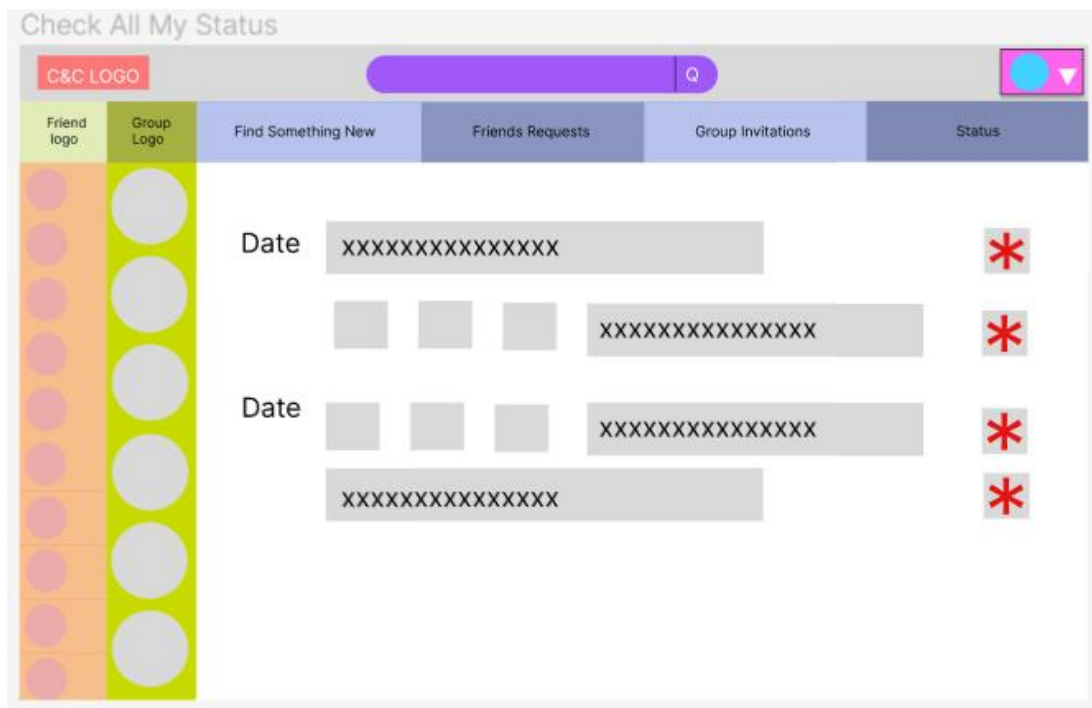 Check All My Status
C&C LOGO
Q
Friend
logo
Group
Logo
Find Something New
Friends Requests
Group Invitations
Status
Date
XXXXXXXXXXXXXXX
*
XXXXXXXXXXXXXXX
*
Date
XXXXXXXXXXXXXXX
*
XXXXXXXXXXXXXXX
*